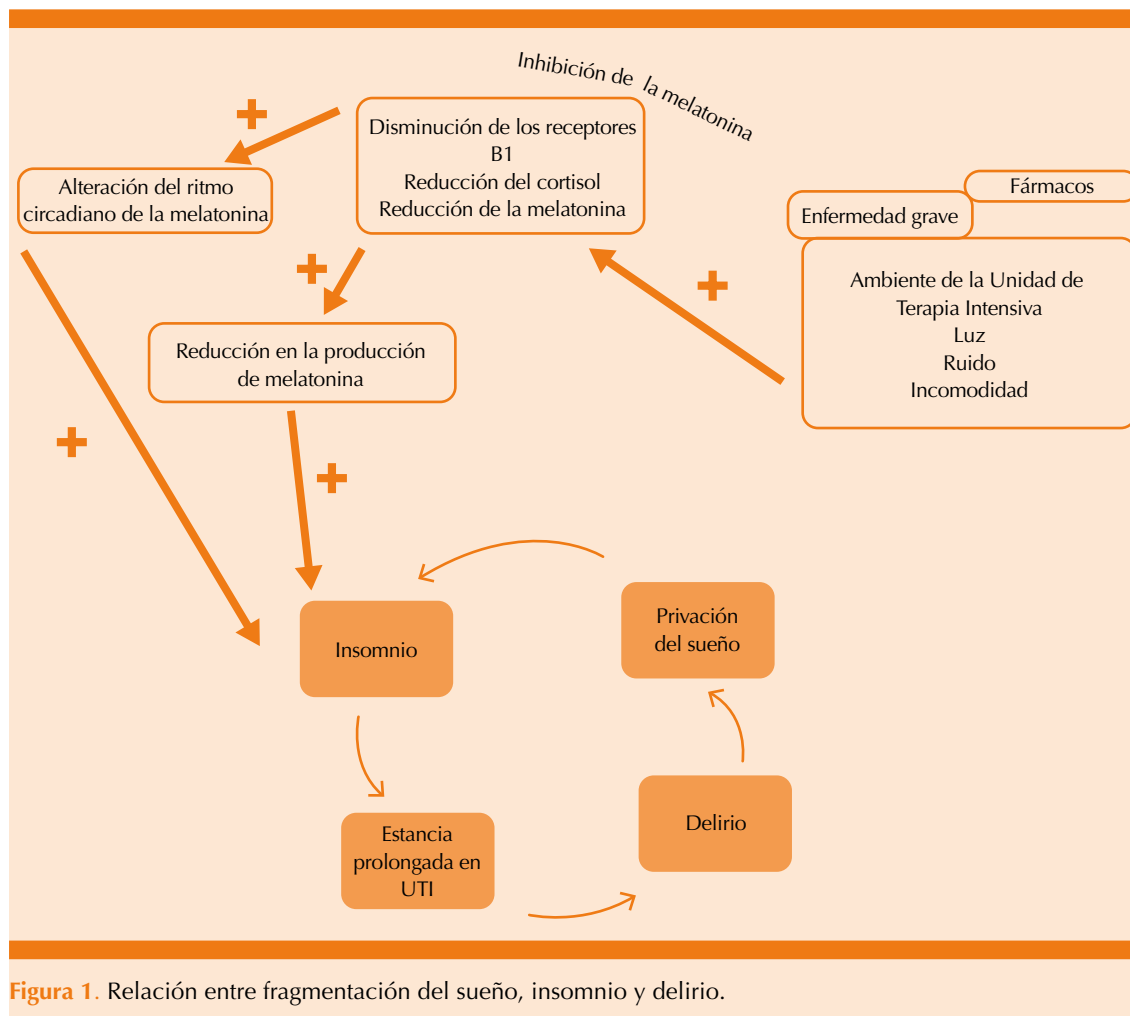 Inhibición de la melatonina
Disminución de los receptores
B1
Reducción del cortisol
Reducción de la melatonina
Alteración del ritmo
circadiano de la melatonina
Fármacos
Enfermedad grave
Ambiente de la Unidad de
Terapia Intensiva
Luz
Ruido
Incomodidad
Reducción en la producción
de melatonina
Insomnio
Privación
del sueño
Estancia
prolongada en
UTI
Delirio
Figura 1. Relación entre fragmentación del sueño, insomnio y delirio.